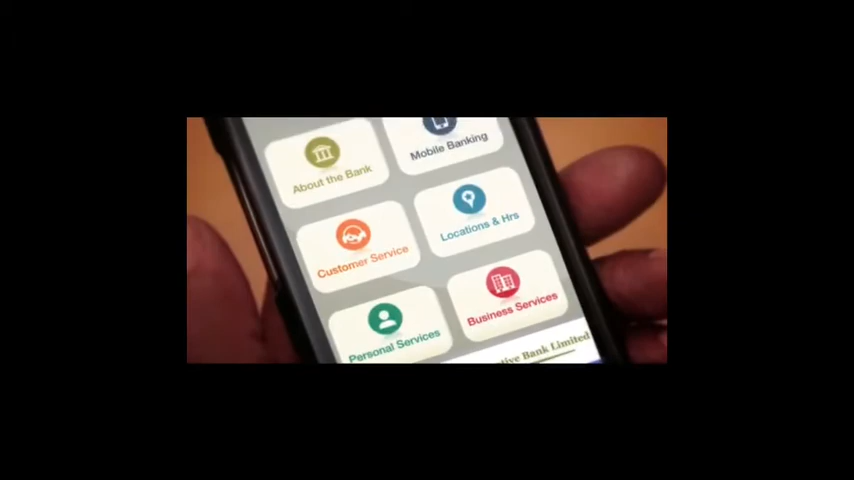 About the Bank
Mobile Banking
Customer Service
Locations & Hrs
Personal Services
Business Services
Bank Limited